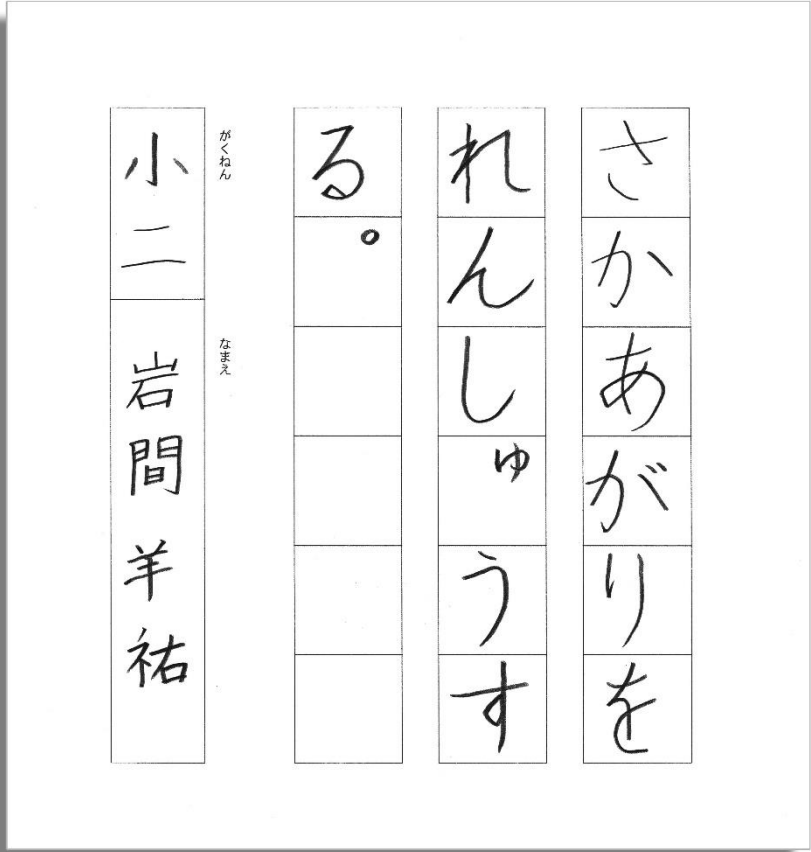 さかあがりを
れんしゅうす
る。
がくねん
小二
なまえ
岩間羊祐